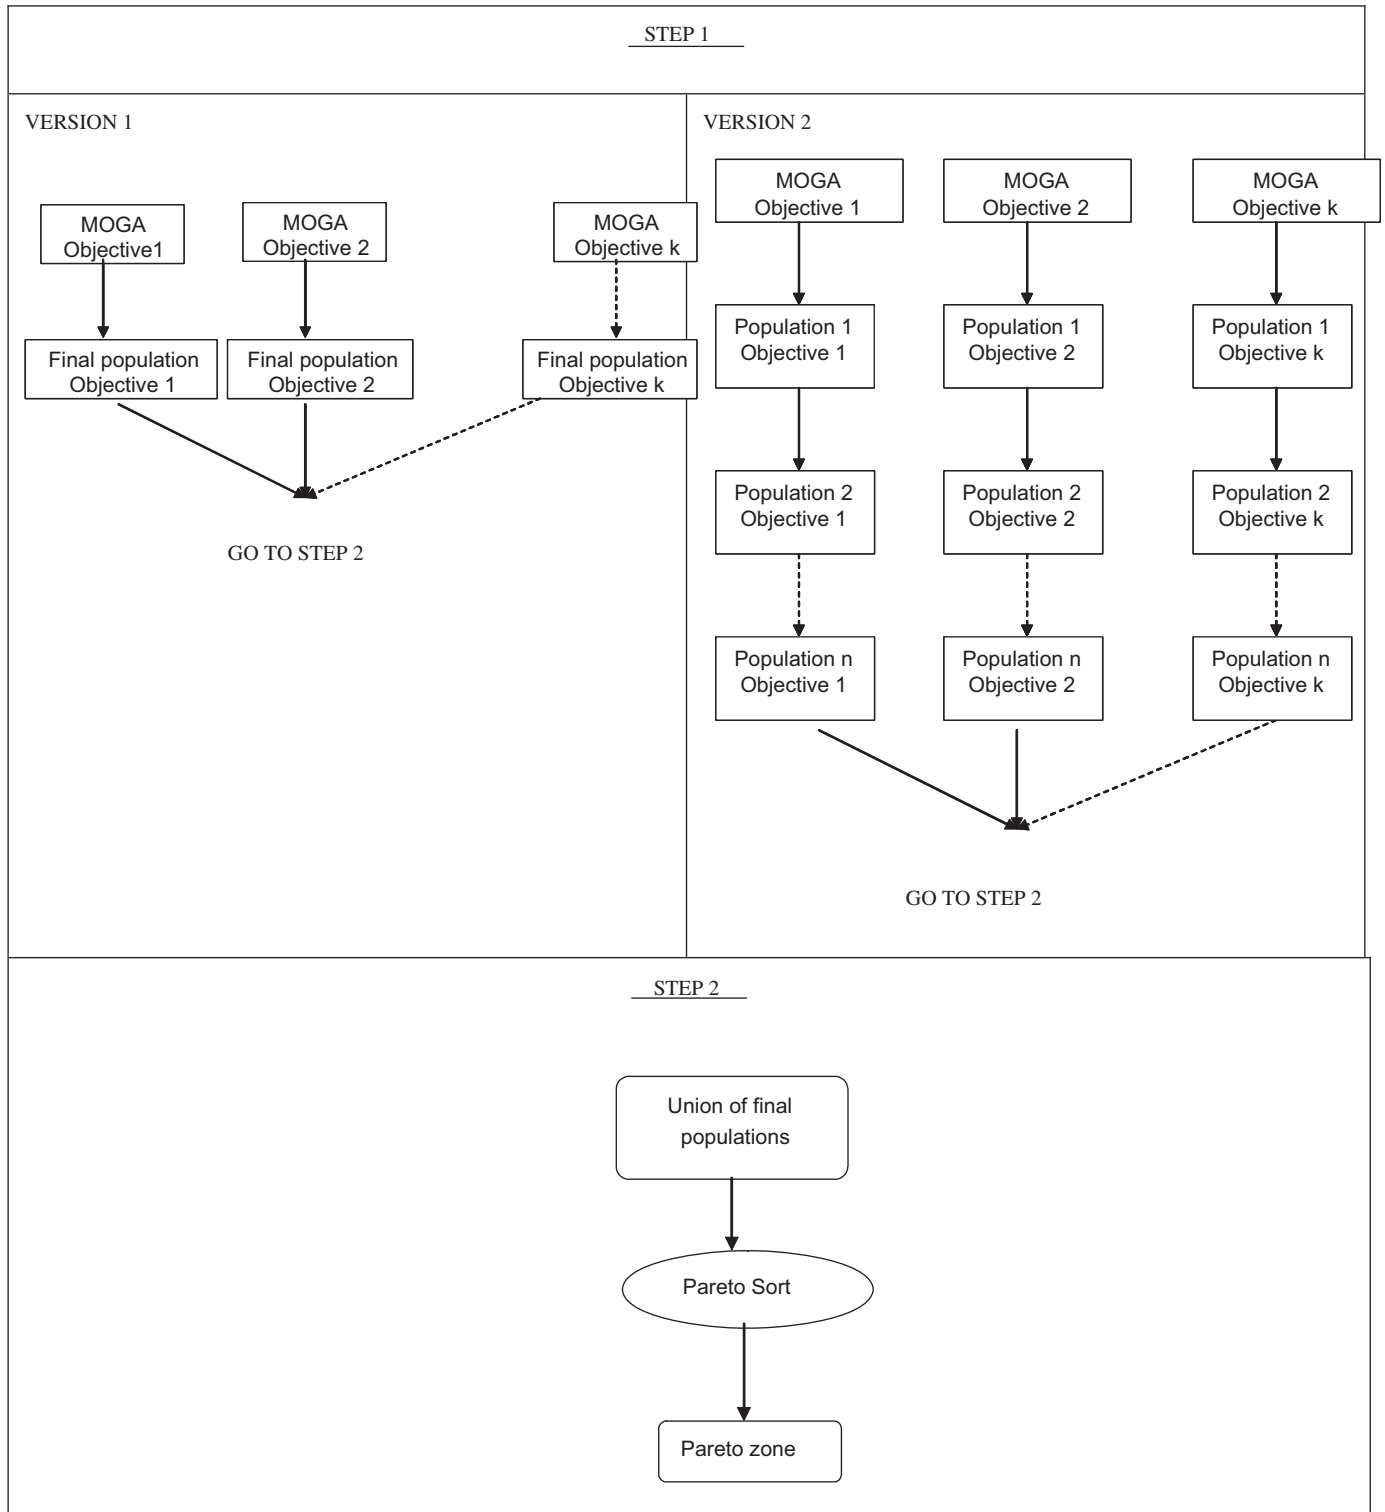 STEP 1
VERSION 1
MOGA
Objective1
MOGA
Objective 2
MOGA
Objective k
Final population
Objective 1
Final population
Objective 2
Final population
Objective k
GO TO STEP 2
VERSION 2
MOGA
Objective 1
MOGA
Objective 2
MOGA
Objective k
Population 1
Objective 1
Population 1
Objective 2
Population 1
Objective k
Population 2
Objective 1
Population 2
Objective 2
Population 2
Objective k
Population n
Objective 1
Population n
Objective 2
Population n
Objective k
GO TO STEP 2
STEP 2
Union of final
populations
Pareto Sort
Pareto zone